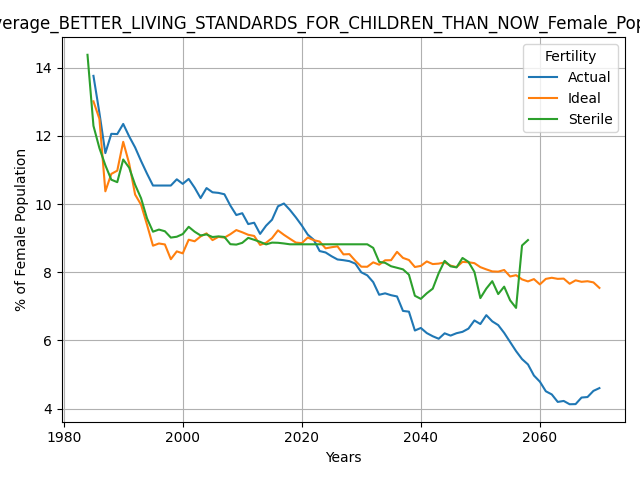 verage_BETTER_LIVING_STANDARDS_FOR_CHILDREN_THAN_NOW_Female_Pop
Fertility
Actual
Ideal
Sterile
% of Female Population
14
12
10
8
6
4
1980
2000
2020
2040
2060
Years